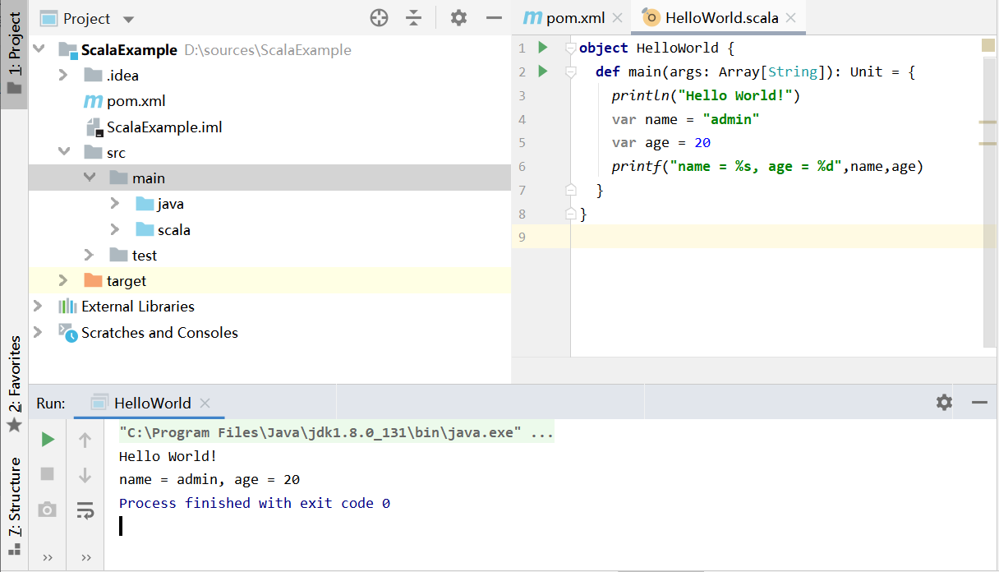 1: Project
Project
ScalaExample D:\sources\ScalaExample
.idea
pom.xml
ScalaExample.iml
src
main
java
scala
test
target
External Libraries
Scratches and Consoles
pom.xml HelloWorld.scala
1 object HelloWorld {
2 def main(args: Array[String]): Unit = {
3 println("Hello World!")
4 var name = "admin"
5 var age = 20
6 printf("name = %s, age = %d",name,age)
7 }
8 }
9
2: Favorites
7: Structure
Run: HelloWorld
"C:\Program Files\Java\jdk1.8.0_131\bin\java.exe" ...
Hello World!
name = admin, age = 20
Process finished with exit code 0